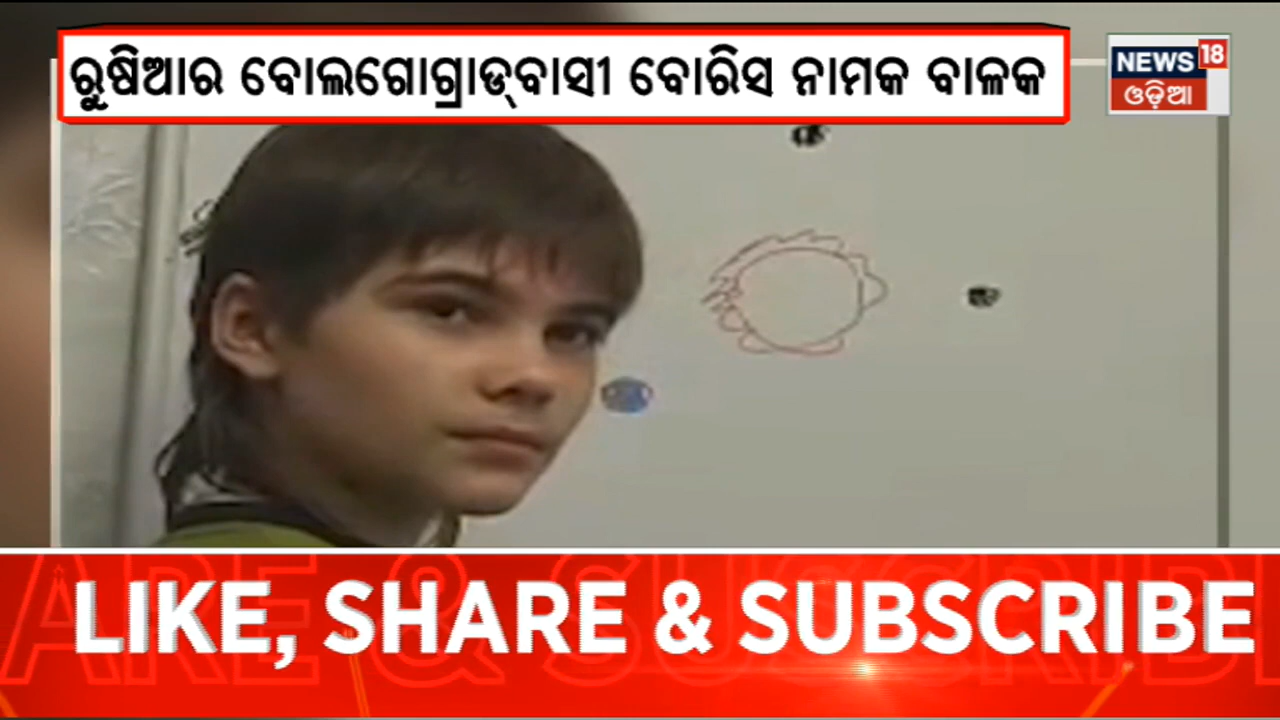 ରୁଷିଆର ବୋଲଗୋଗ୍ରାଡ୍‌ବାସୀ ବୋରିସ ନାମକ ବାଳକ
NEWS 18
ଓଡ଼ିଆ
LIKE, SHARE & SUBSCRIBE